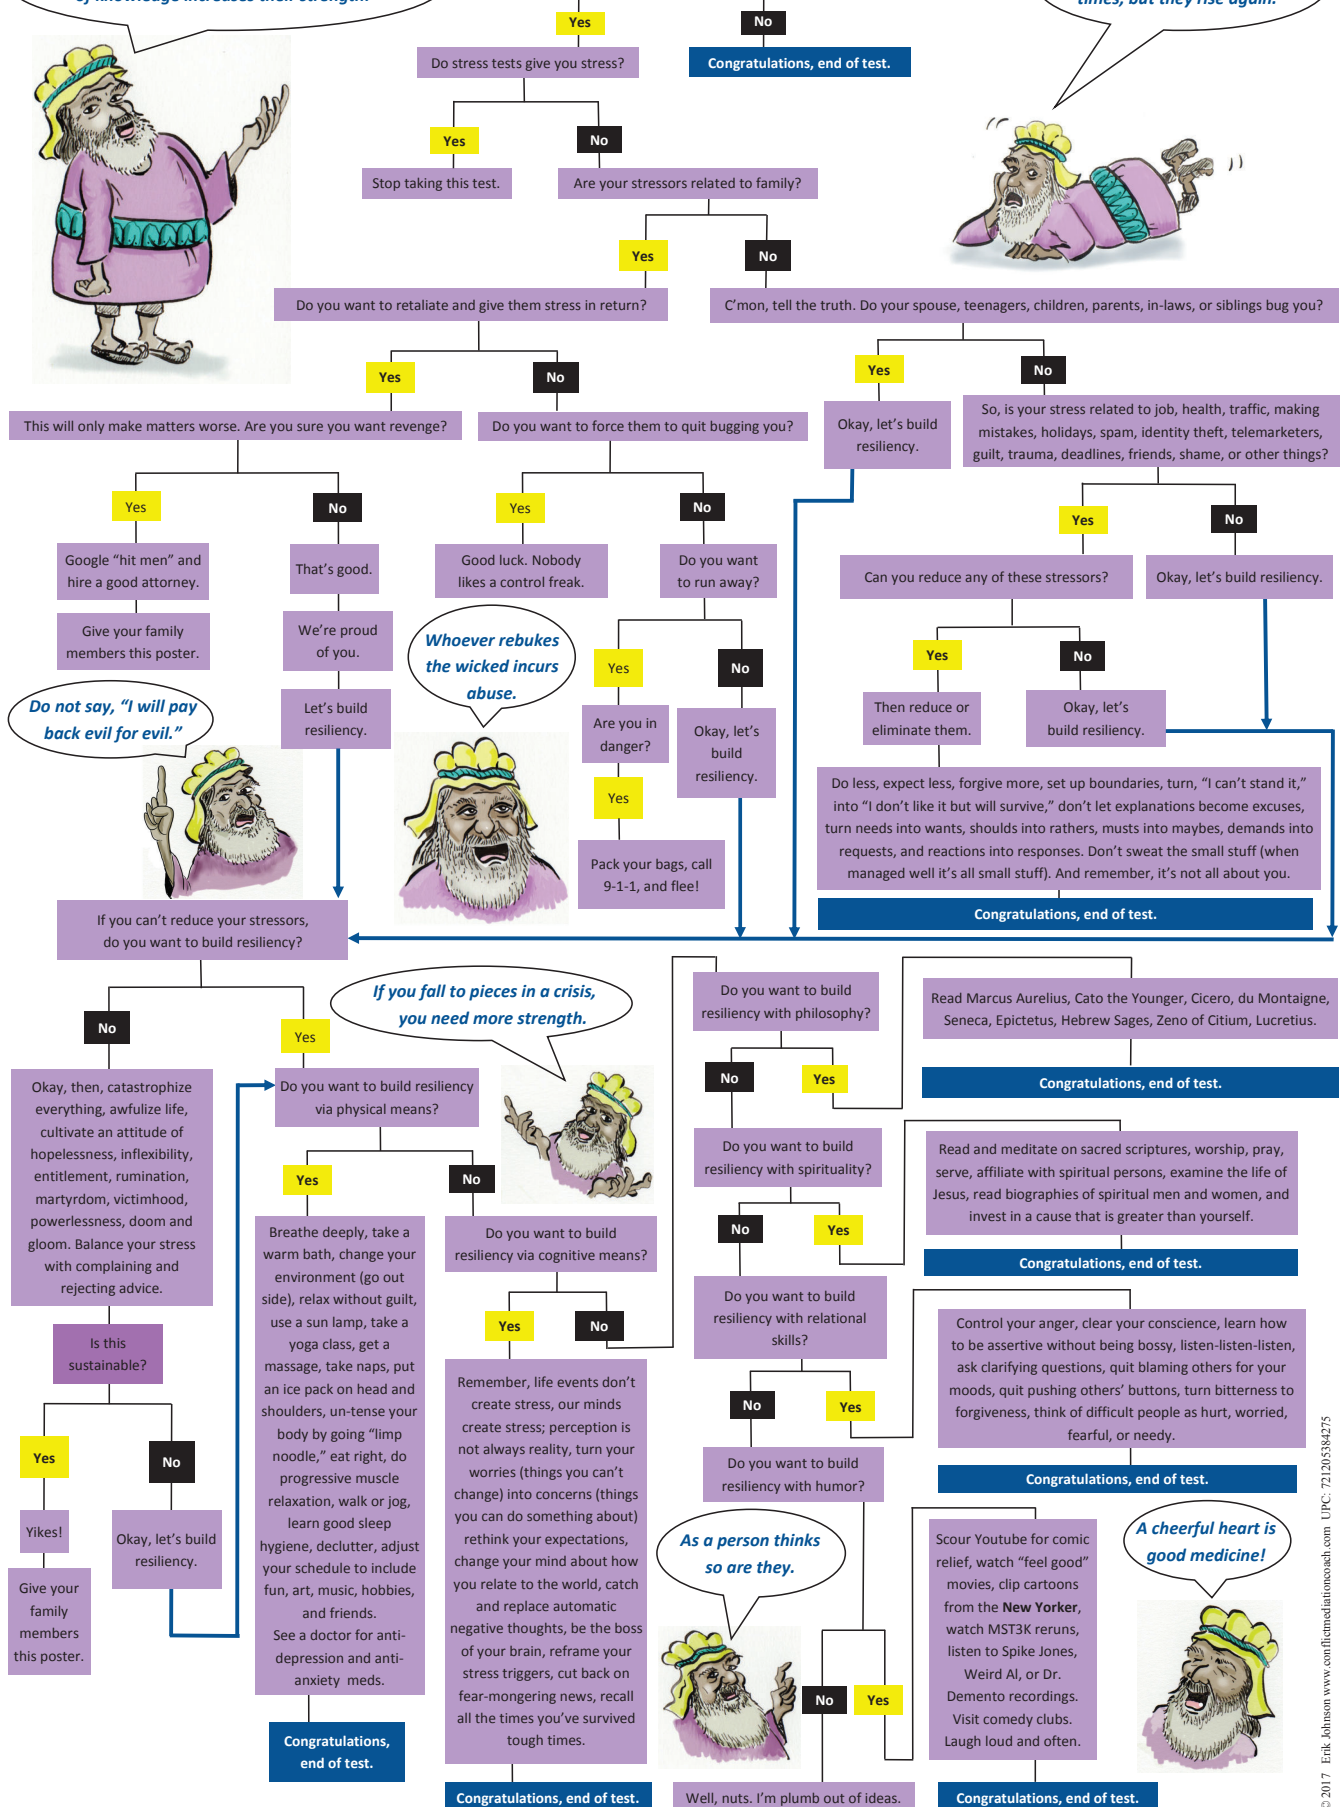 of knowledge increases their strength.
times, but they rise again.
Yes
No
Do stress tests give you stress?
Congratulations, end of test.
Yes
No
Stop taking this test.
Are your stressors related to family?
Yes
No
Do you want to retaliate and give them stress in return?
C’mon, tell the truth. Do your spouse, teenagers, children, parents, in-laws, or siblings bug you?
Yes
No
Yes
No
This will only make matters worse. Are you sure you want revenge?
Do you want to force them to quit bugging you?
Okay, let’s build
resiliency.
So, is your stress related to job, health, traffic, making
mistakes, holidays, spam, identity theft, telemarketers,
guilt, trauma, deadlines, friends, shame, or other things?
Yes
No
Yes
No
Yes
No
Google “hit men” and
hire a good attorney.
That’s good.
Good luck. Nobody
likes a control freak.
Do you want
to run away?
Can you reduce any of these stressors?
Okay, let’s build resiliency.
Give your family
members this poster.
We’re proud
of you.
Whoever rebukes
the wicked incurs
abuse.
Yes
No
Yes
No
Do not say, “I will pay
back evil for evil.”
Let’s build
resiliency.
Are you in
danger?
Okay, let’s
build
resiliency.
Then reduce or
eliminate them.
Okay, let’s
build resiliency.
Yes
Pack your bags, call
9-1-1, and flee!
Do less, expect less, forgive more, set up boundaries, turn, “I can’t stand it,”
into “I don’t like it but will survive,” don’t let explanations become excuses,
turn needs into wants, shoulds into rathers, musts into maybes, demands into
requests, and reactions into responses. Don’t sweat the small stuff (when
managed well it’s all small stuff). And remember, it’s not all about you.
Congratulations, end of test.
If you can’t reduce your stressors,
do you want to build resiliency?
If you fall to pieces in a crisis,
you need more strength.
No
Yes
Okay, then, catastrophize
everything, awfulize life,
cultivate an attitude of
hopelessness, inflexibility,
entitlement, rumination,
martyrdom, victimhood,
powerlessness, doom and
gloom. Balance your stress
with complaining and
rejecting advice.
Is this
sustainable?
Yes
No
Yikes!
Okay, let’s build
resiliency.
Give your
family
members
this poster.
Do you want to build resiliency
via physical means?
Yes
No
Breathe deeply, take a
warm bath, change your
environment (go out
side), relax without guilt,
use a sun lamp, take a
yoga class, get a
massage, take naps, put
an ice pack on head and
shoulders, un-tense your
body by going “limp
noodle,” eat right, do
progressive muscle
relaxation, walk or jog,
learn good sleep
hygiene, declutter, adjust
your schedule to include
fun, art, music, hobbies,
and friends.
See a doctor for anti-
depression and anti-
anxiety meds.
Congratulations,
end of test.
Do you want to build
resiliency via cognitive means?
Yes
No
Remember, life events don’t
create stress, our minds
create stress; perception is
not always reality, turn your
worries (things you can’t
change) into concerns (things
you can do something about)
rethink your expectations,
change your mind about how
you relate to the world, catch
and replace automatic
negative thoughts, be the boss
of your brain, reframe your
stress triggers, cut back on
fear-mongering news, recall
all the times you’ve survived
tough times.
Congratulations, end of test.
Do you want to build
resiliency with philosophy?
No
Yes
Read Marcus Aurelius, Cato the Younger, Cicero, du Montaigne,
Seneca, Epictetus, Hebrew Sages, Zeno of Citium, Lucretius.
Congratulations, end of test.
Do you want to build
resiliency with spirituality?
No
Yes
Read and meditate on sacred scriptures, worship, pray,
serve, affiliate with spiritual persons, examine the life of
Jesus, read biographies of spiritual men and women, and
invest in a cause that is greater than yourself.
Congratulations, end of test.
Do you want to build
resiliency with relational
skills?
No
Yes
Control your anger, clear your conscience, learn how
to be assertive without being bossy, listen-listen-listen,
ask clarifying questions, quit blaming others for your
moods, quit pushing others’ buttons, turn bitterness to
forgiveness, think of difficult people as hurt, worried,
fearful, or needy.
Congratulations, end of test.
Do you want to build
resiliency with humor?
As a person thinks
so are they.
No
Yes
Scour Youtube for comic
relief, watch “feel good”
movies, clip cartoons
from the New Yorker,
watch MST3K reruns,
listen to Spike Jones,
Weird Al, or Dr.
Demento recordings.
Visit comedy clubs.
Laugh loud and often.
A cheerful heart is
good medicine!
Well, nuts. I’m plumb out of ideas.
Congratulations, end of test.
© 2017 Erik Johnson www.conflictmediationcoach.com UPC: 721205384275